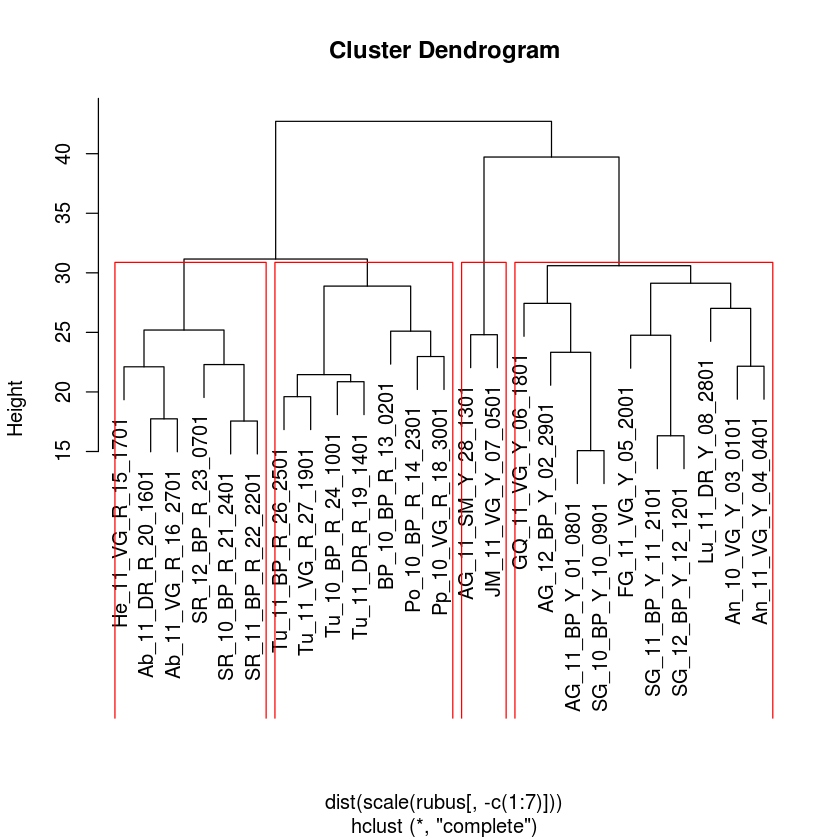 Cluster Dendrogram
Height
40
35
30
25
20
15
He_11_VG_R_15_1701
Ab_11_DR_R_20_1601
Ab_11_VG_R_16_2701
SR_12_BP_R_23_0701
SR_10_BP_R_21_2401
SR_11_BP_R_22_2201
Tu_11_BP_R_26_2501
Tu_11_VG_R_27_1901
Tu_10_BP_R_24_1001
Tu_11_DR_R_19_1401
BP_10_BP_R_13_0201
Po_10_BP_R_14_2301
Pp_10_VG_R_18_3001
AG_11_SM_Y_28_1301
JM_11_VG_Y_07_0501
GQ_11_VG_Y_06_1801
AG_12_BP_Y_02_2901
AG_11_BP_Y_01_0801
SG_10_BP_Y_10_0901
FG_11_VG_Y_05_2001
SG_11_BP_Y_11_2101
SG_12_BP_Y_12_1201
Lu_11_DR_Y_08_2801
An_10_VG_Y_03_0101
An_11_VG_Y_04_0401
dist(scale(rubus[, -c(1:7)]))
hclust (*, "complete")